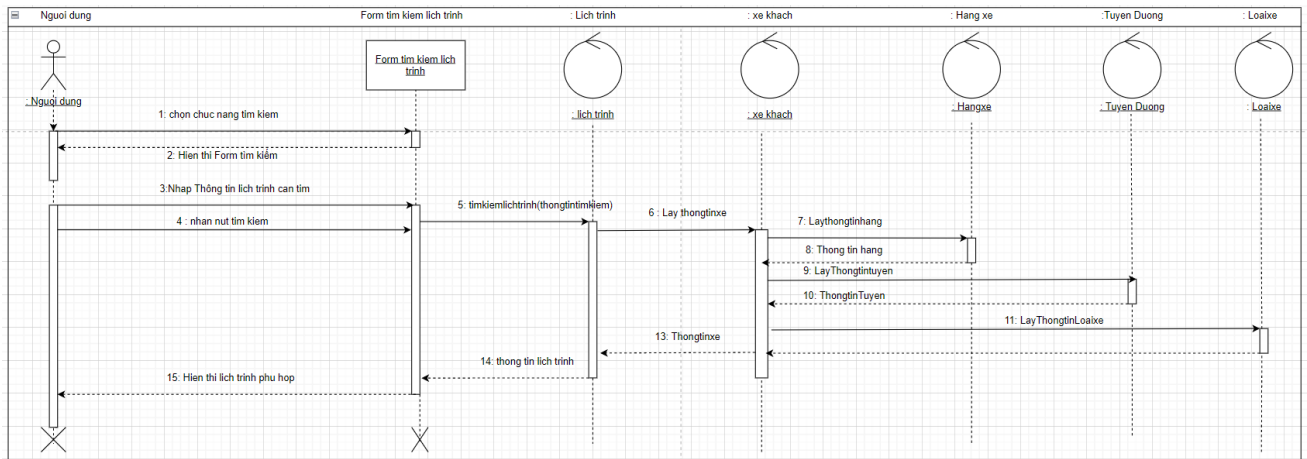 Nguoi dung
Form tim kiem lich trinh
: Lich trinh
: xe khach
: Hang xe
:Tuyen Duong
: Loaixe
Form tim kiem lich
trinh
: Nguoi dung
: lich trinh
: xe khach
: Hangxe
: Tuyen Duong
: Loaixe
1: chọn chuc nang tim kiem
2: Hien thi Form tim kiếm
3:Nhap Thông tin lich trinh can tim
4 : nhan nut tim kiem
5: timkiemlichtrinh(thongtintimkiem)
6 : Lay thongtinxe
7: Laythongtinhang
8: Thong tin hang
9: LayThongtintuyen
10: ThongtinTuyen
11: LayThongtinLoaixe
13: Thongtinxe
14: thong tin lich trinh
15: Hien thi lich trinh phu hop